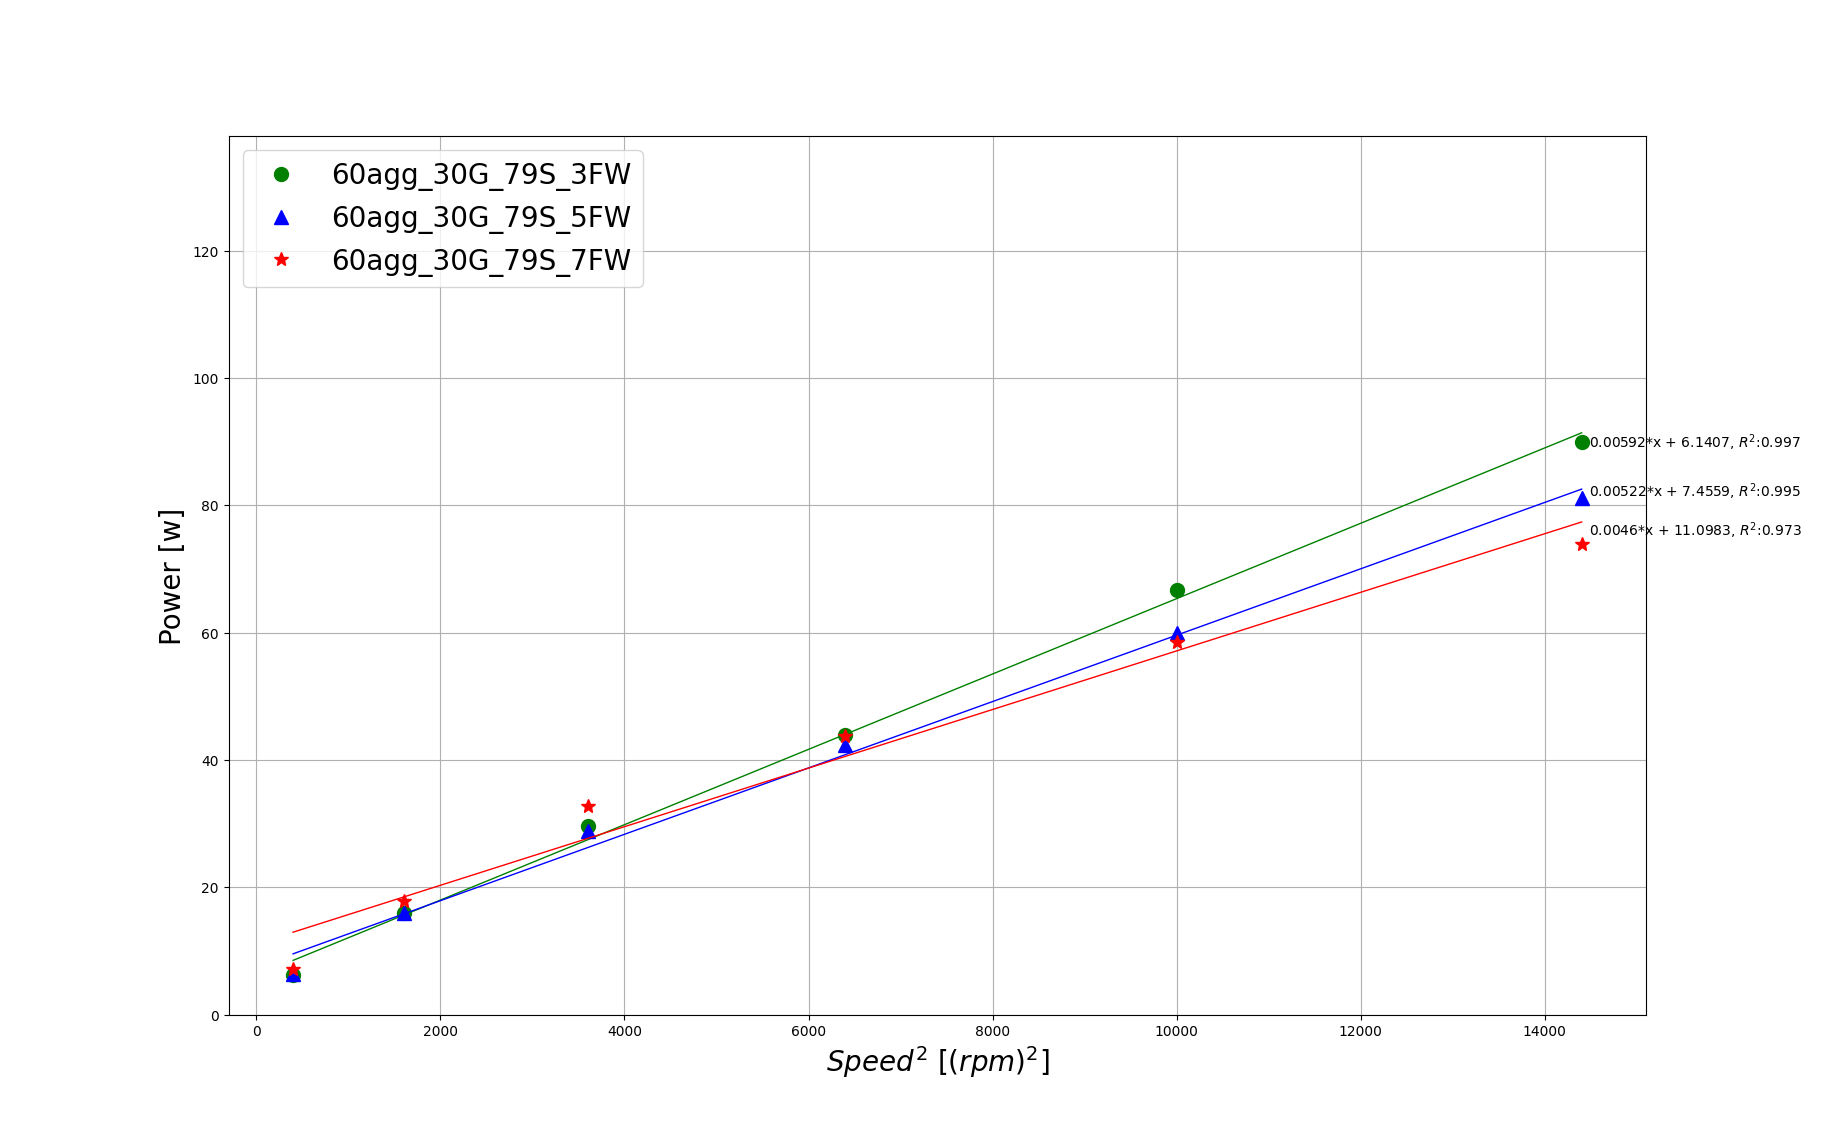 60agg_30G_79S_3FW
60agg_30G_79S_5FW
60agg_30G_79S_7FW
120
100
80
60
40
20
0
Power [w]
0.00592*x + 6.1407, R²:0.997
0.00522*x + 7.4559, R²:0.995
0.0046*x + 11.0983, R²:0.973
0 2000 4000 6000 8000 10000 12000 14000
Speed² [(rpm)²]